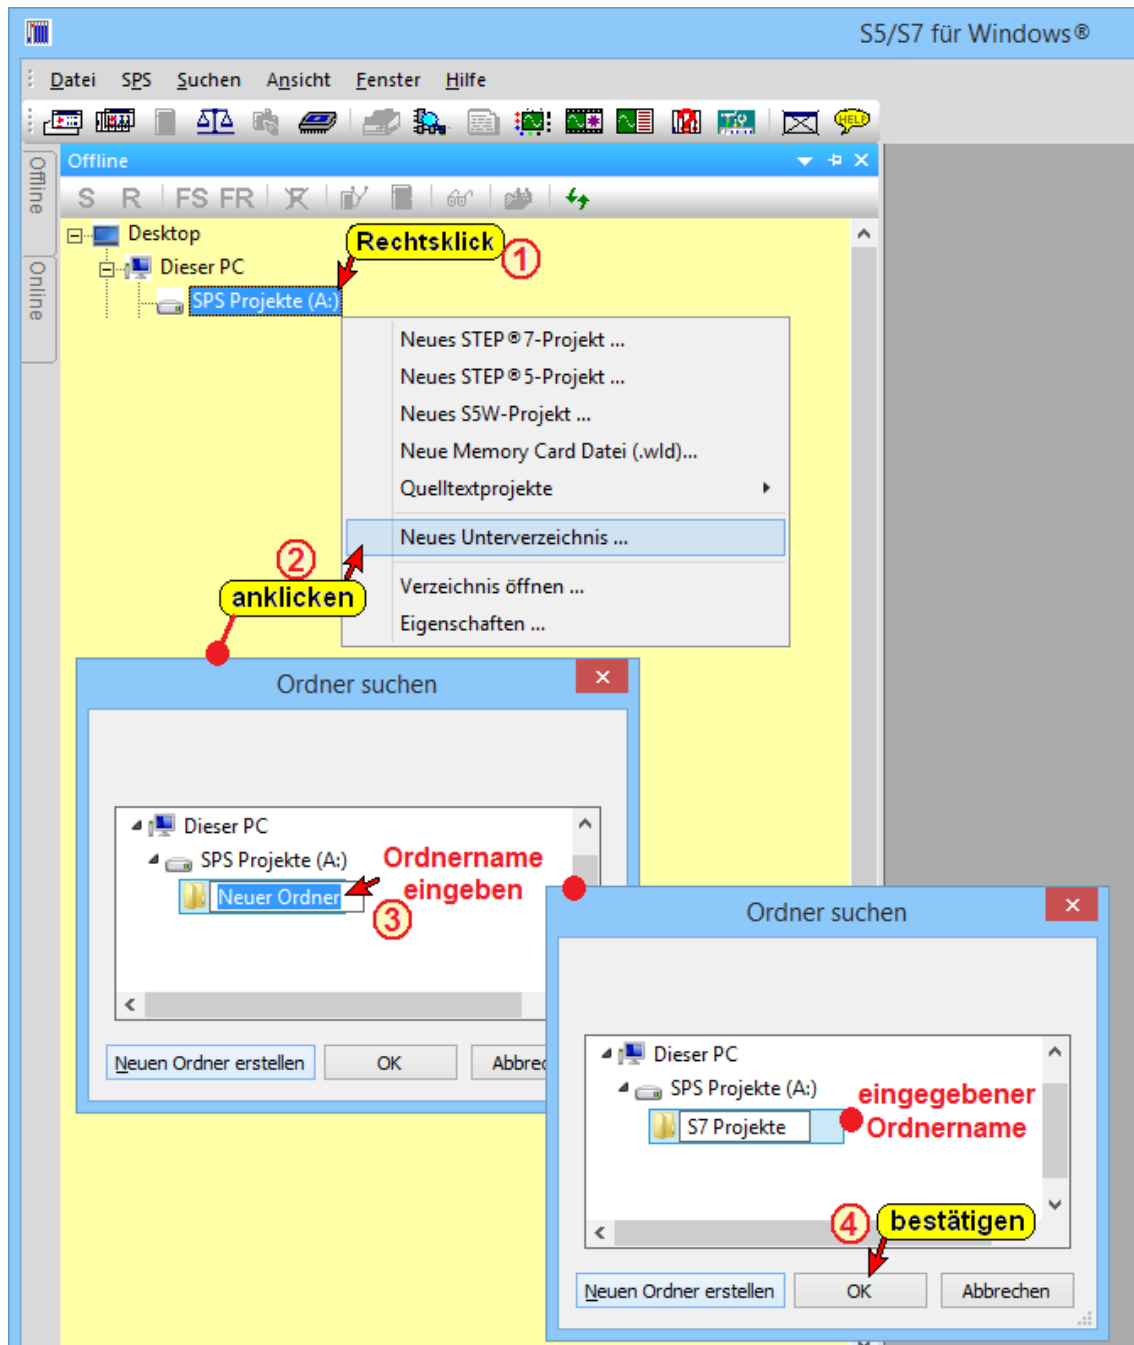 S5/S7 für Windows®
Datei SPS Suchen Ansicht Fenster Hilfe
HELP
Offline
Offline
Online
S R FS FR
Desktop
Rechtsklick 1
Dieser PC
SPS Projekte (A:)
Neues STEP®7-Projekt ...
Neues STEP®5-Projekt ...
Neues S5W-Projekt ...
Neue Memory Card Datei (.wld)...
Quelltextprojekte
Neues Unterverzeichnis ...
2
anklicken
Verzeichnis öffnen ...
Eigenschaften ...
Ordner suchen
Dieser PC
SPS Projekte (A:)
Ordnername
eingeben
Neuer Ordner
3
Neuen Ordner erstellen OK Abbrec
Ordner suchen
Dieser PC
SPS Projekte (A:)
eingegebener
Ordnername
S7 Projekte
4 bestätigen
Neuen Ordner erstellen OK Abbrechen